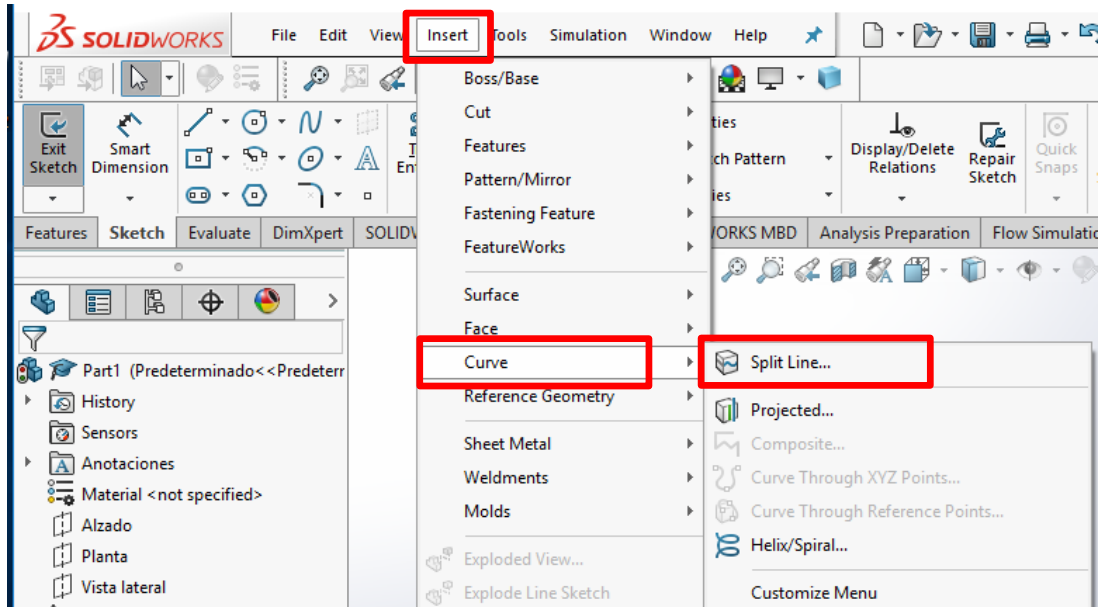 SOLIDWORKS File Edit View Insert Tools Simulation Window Help
Exit Sketch
Smart Dimension
Display/Delete Relations
Repair Sketch
Quick Snaps
ch Pattern
ties
ies
Features Sketch Evaluate DimXpert SOLIDW ORKS MBD Analysis Preparation Flow Simulatio
Part1 (Predeterminado<<Predeterr
History
Sensors
Anotaciones
Material <not specified>
Alzado
Planta
Vista lateral
Boss/Base
Cut
Features
Pattern/Mirror
Fastening Feature
FeatureWorks
Surface
Face
Curve
Reference Geometry
Sheet Metal
Weldments
Molds
Exploded View...
Explode Line Sketch
Split Line...
Projected...
Composite...
Curve Through XYZ Points...
Curve Through Reference Points...
Helix/Spiral...
Customize Menu